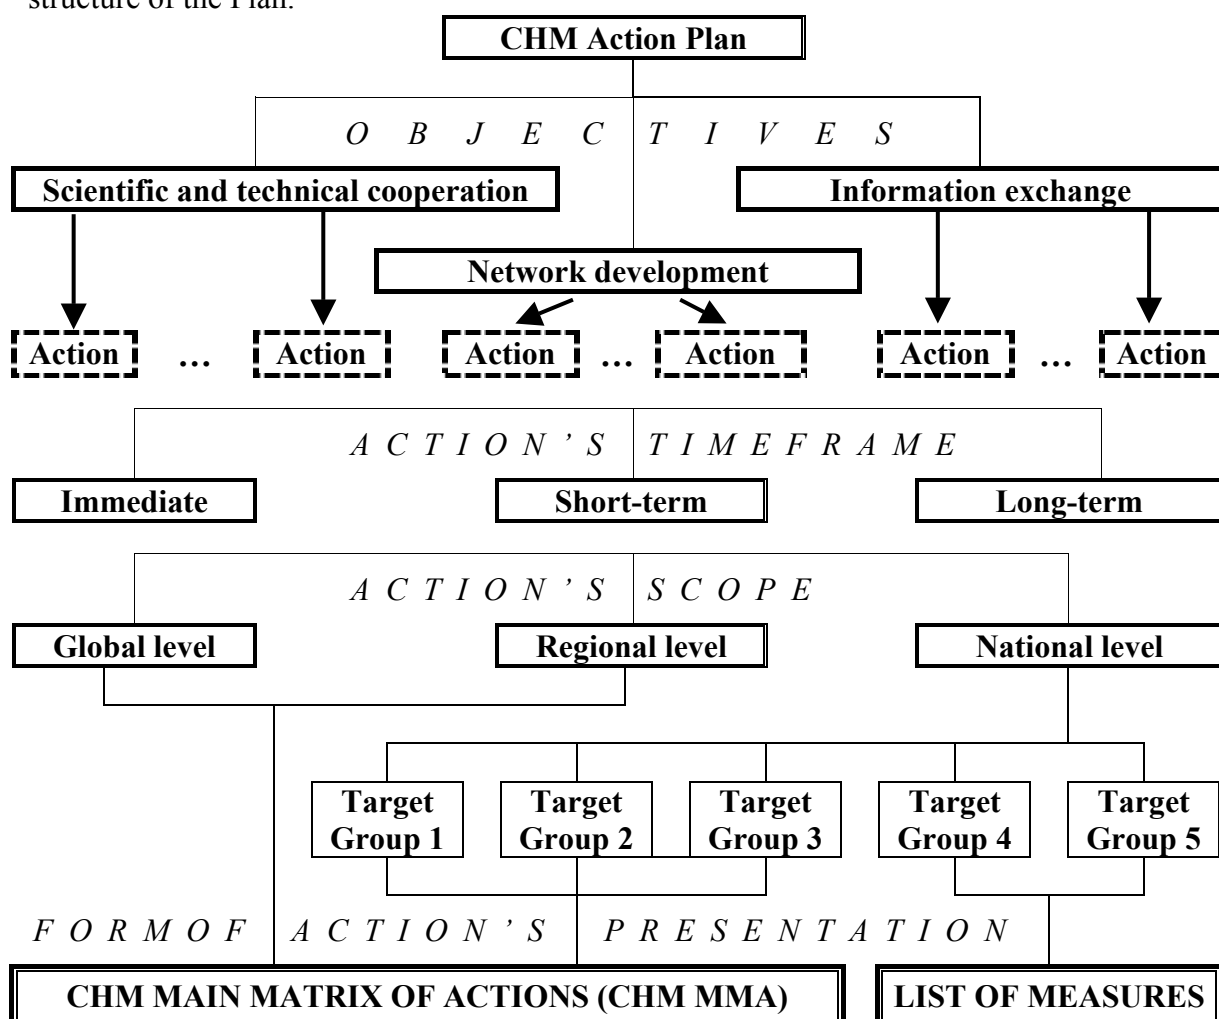 structure of the Plan.
CHM Action Plan
O B J E C T I V E S
Scientific and technical cooperation
Information exchange
Network development
Action ... Action Action ... Action Action ... Action
A C T I O N ’ S T I M E F R A M E
Immediate Short-term Long-term
A C T I O N ’ S S C O P E
Global level Regional level National level
Target Group 1
Target Group 2
Target Group 3
Target Group 4
Target Group 5
F O R M O F A C T I O N ’ S P R E S E N T A T I O N
CHM MAIN MATRIX OF ACTIONS (CHM MMA)
LIST OF MEASURES